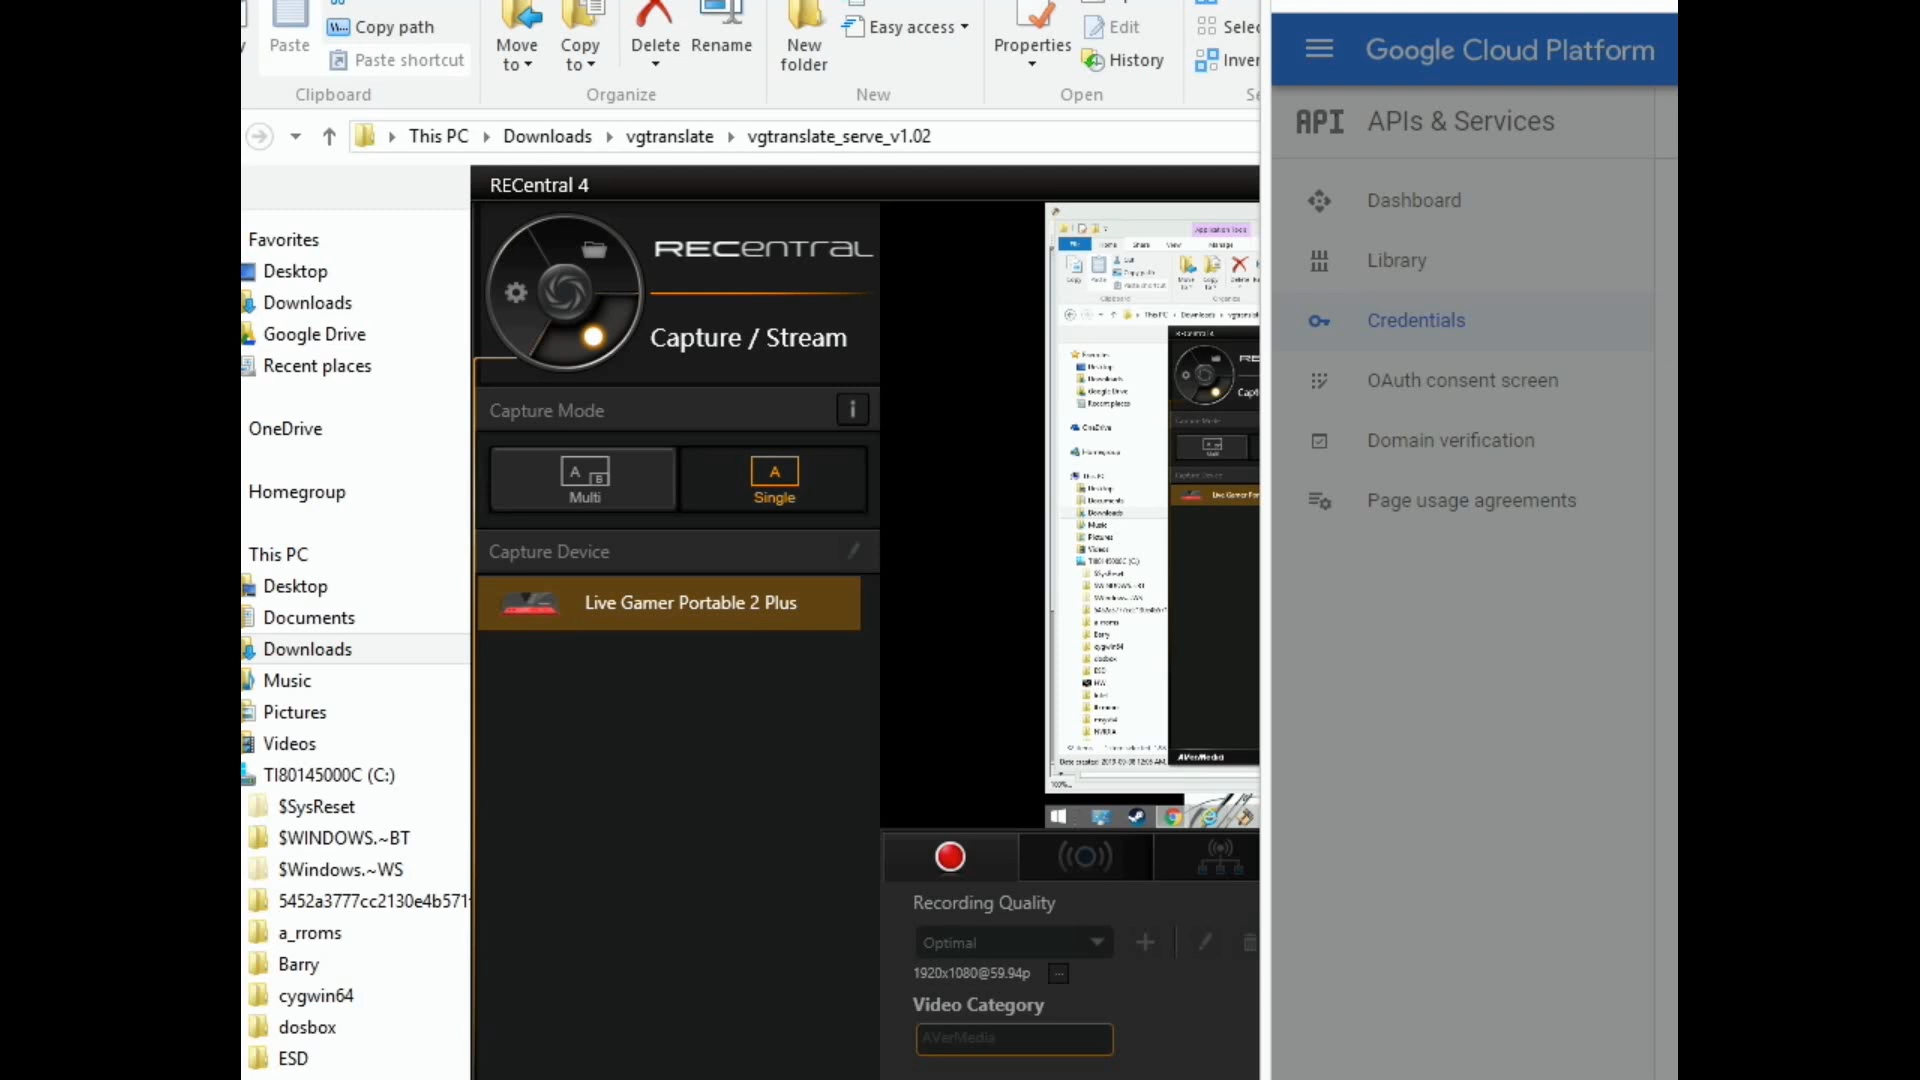 Paste
Copy path
Paste shortcut
Clipboard
Move to
Copy to
Delete
Rename
Organize
New folder
Easy access
New
Properties
Edit
History
Open
This PC
Downloads
vgtranslate
vgtranslate_serve_v1.02
Favorites
Desktop
Downloads
Google Drive
Recent places
OneDrive
Homegroup
This PC
Desktop
Documents
Downloads
Music
Pictures
Videos
TI80145000C (C:)
$SysReset
$WINDOWS.~BT
$Windows.~WS
5452a3777cc2130e4b571
a_rroms
Barry
cygwin64
dosbox
ESD
RECentral 4
RECentral
Capture / Stream
Capture Mode
i
A B
Multi
A
Single
Capture Device
Live Gamer Portable 2 Plus
Recording Quality
Optimal
1920x1080@59.94p
...
Video Category
AVerMedia
Google Cloud Platform
API APIs & Services
Dashboard
Library
Credentials
OAuth consent screen
Domain verification
Page usage agreements